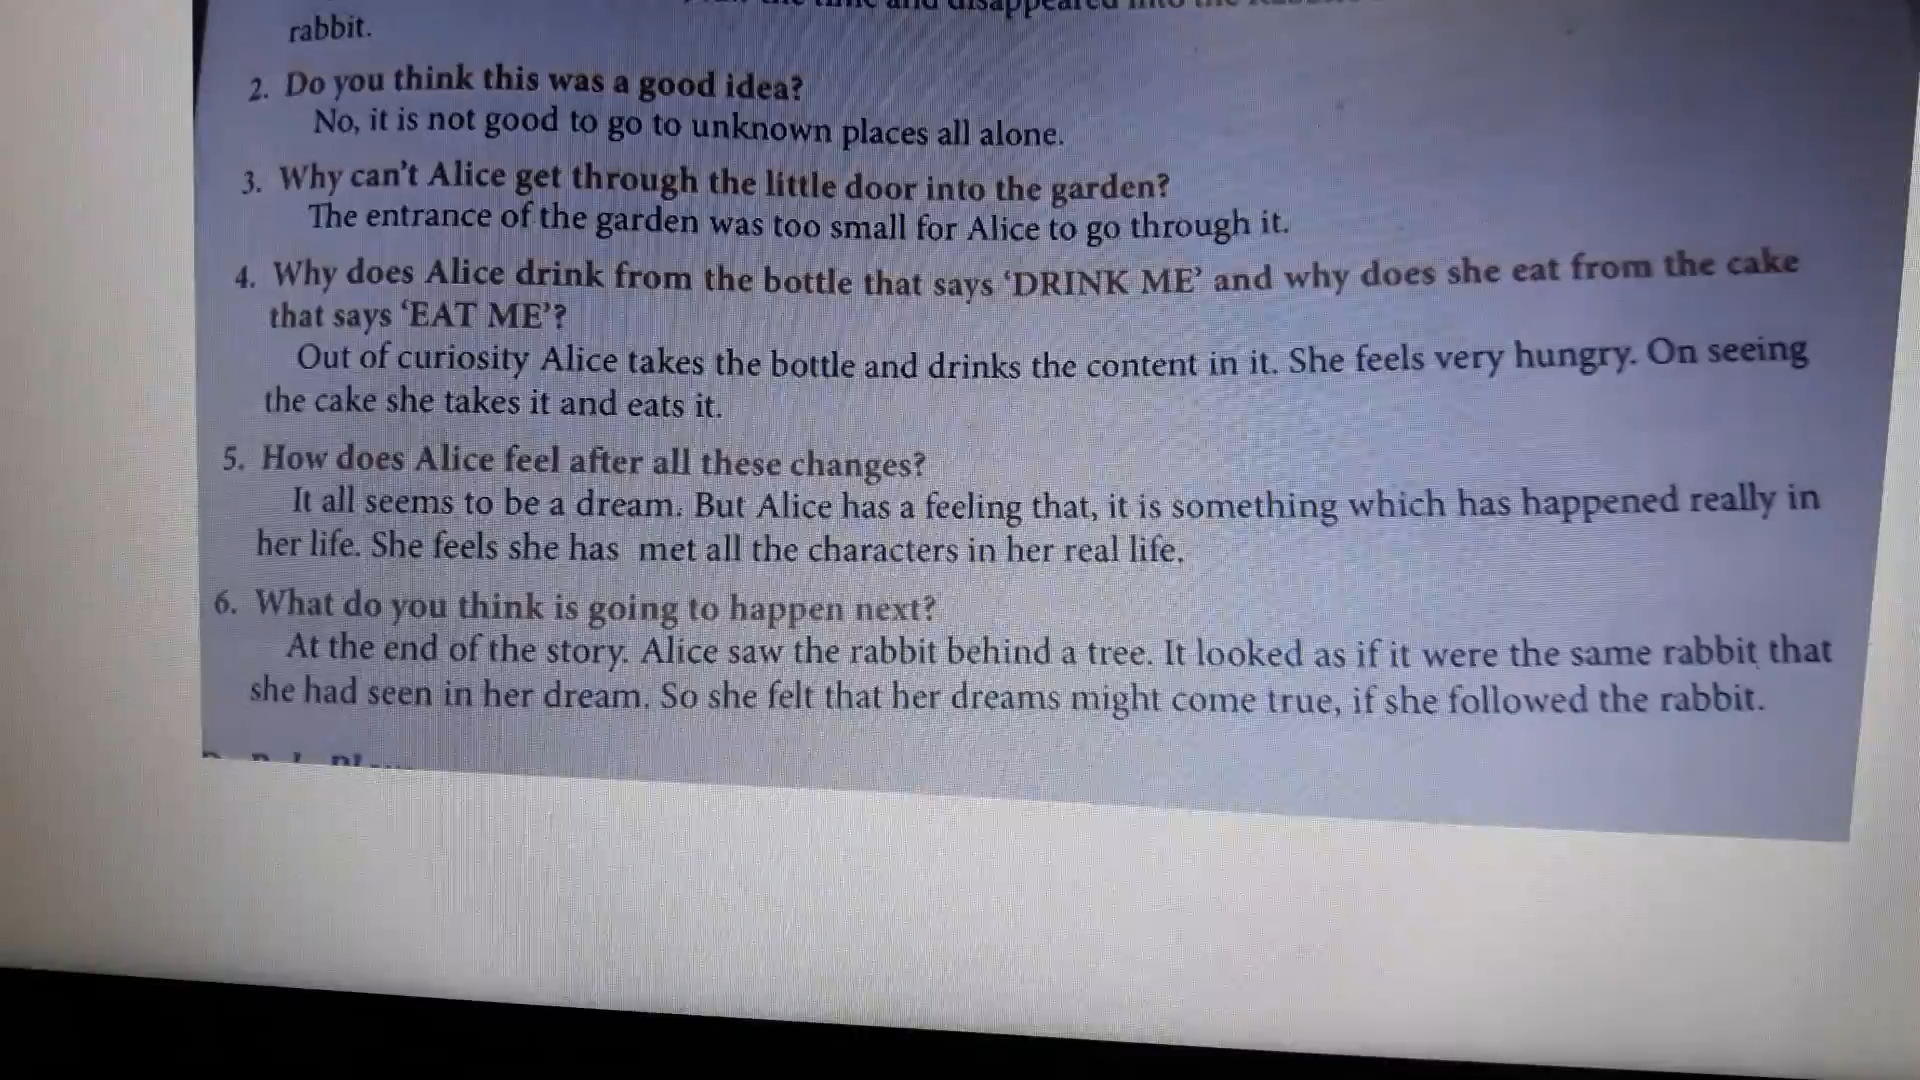 and disappeared into the
rabbit.
2. Do you think this was a good idea?
No, it is not good to go to unknown places all alone.
3. Why can't Alice get through the little door into the garden?
The entrance of the garden was too small for Alice to go through it.
4. Why does Alice drink from the bottle that says ‘DRINK ME’ and why does she eat from the cake
that says ‘EAT ME’?
Out of curiosity Alice takes the bottle and drinks the content in it. She feels very hungry. On seeing
the cake she takes it and eats it.
5. How does Alice feel after all these changes?
It all seems to be a dream. But Alice has a feeling that, it is something which has happened really in
her life. She feels she has met all the characters in her real life.
6. What do you think is going to happen next?
At the end of the story. Alice saw the rabbit behind a tree. It looked as if it were the same rabbit that
she had seen in her dream. So she felt that her dreams might come true, if she followed the rabbit.